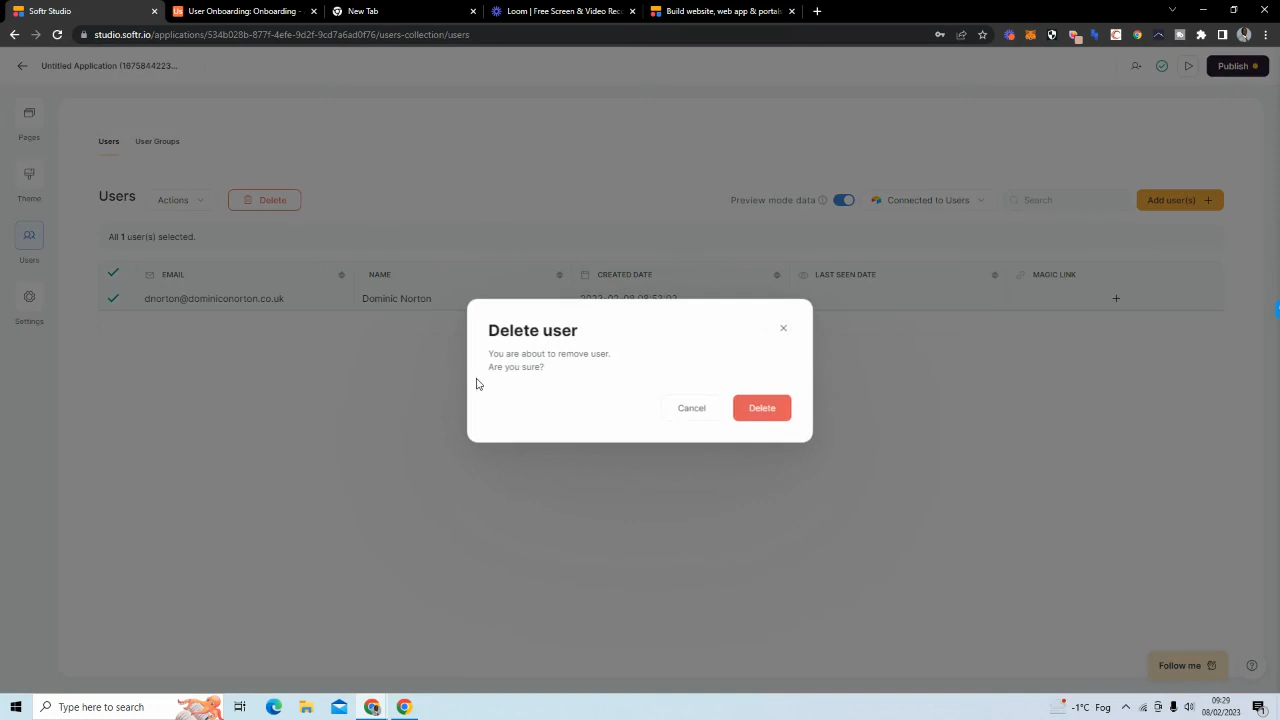 Softr Studio
User Onboarding: Onboarding -
New Tab
Loom | Free Screen & Video Reco
Build website, web app & portals
studio.softr.io/applications/534b028b-877f-4efe-9d2f-9cd7a6ad0f76/users-collection/users
Untitled Application (1675844223...
Publish
Pages
Theme
Users
Settings
Users
User Groups
Users
Actions
Delete
Preview mode data
Connected to Users
Search
Add user(s)
All 1 user(s) selected.
EMAIL
NAME
CREATED DATE
LAST SEEN DATE
MAGIC LINK
dnorton@dominiconorton.co.uk
Dominic Norton
Delete user
You are about to remove user.
Are you sure?
Cancel
Delete
Follow me
Type here to search
-1°C Fog
09:29
08/02/2023